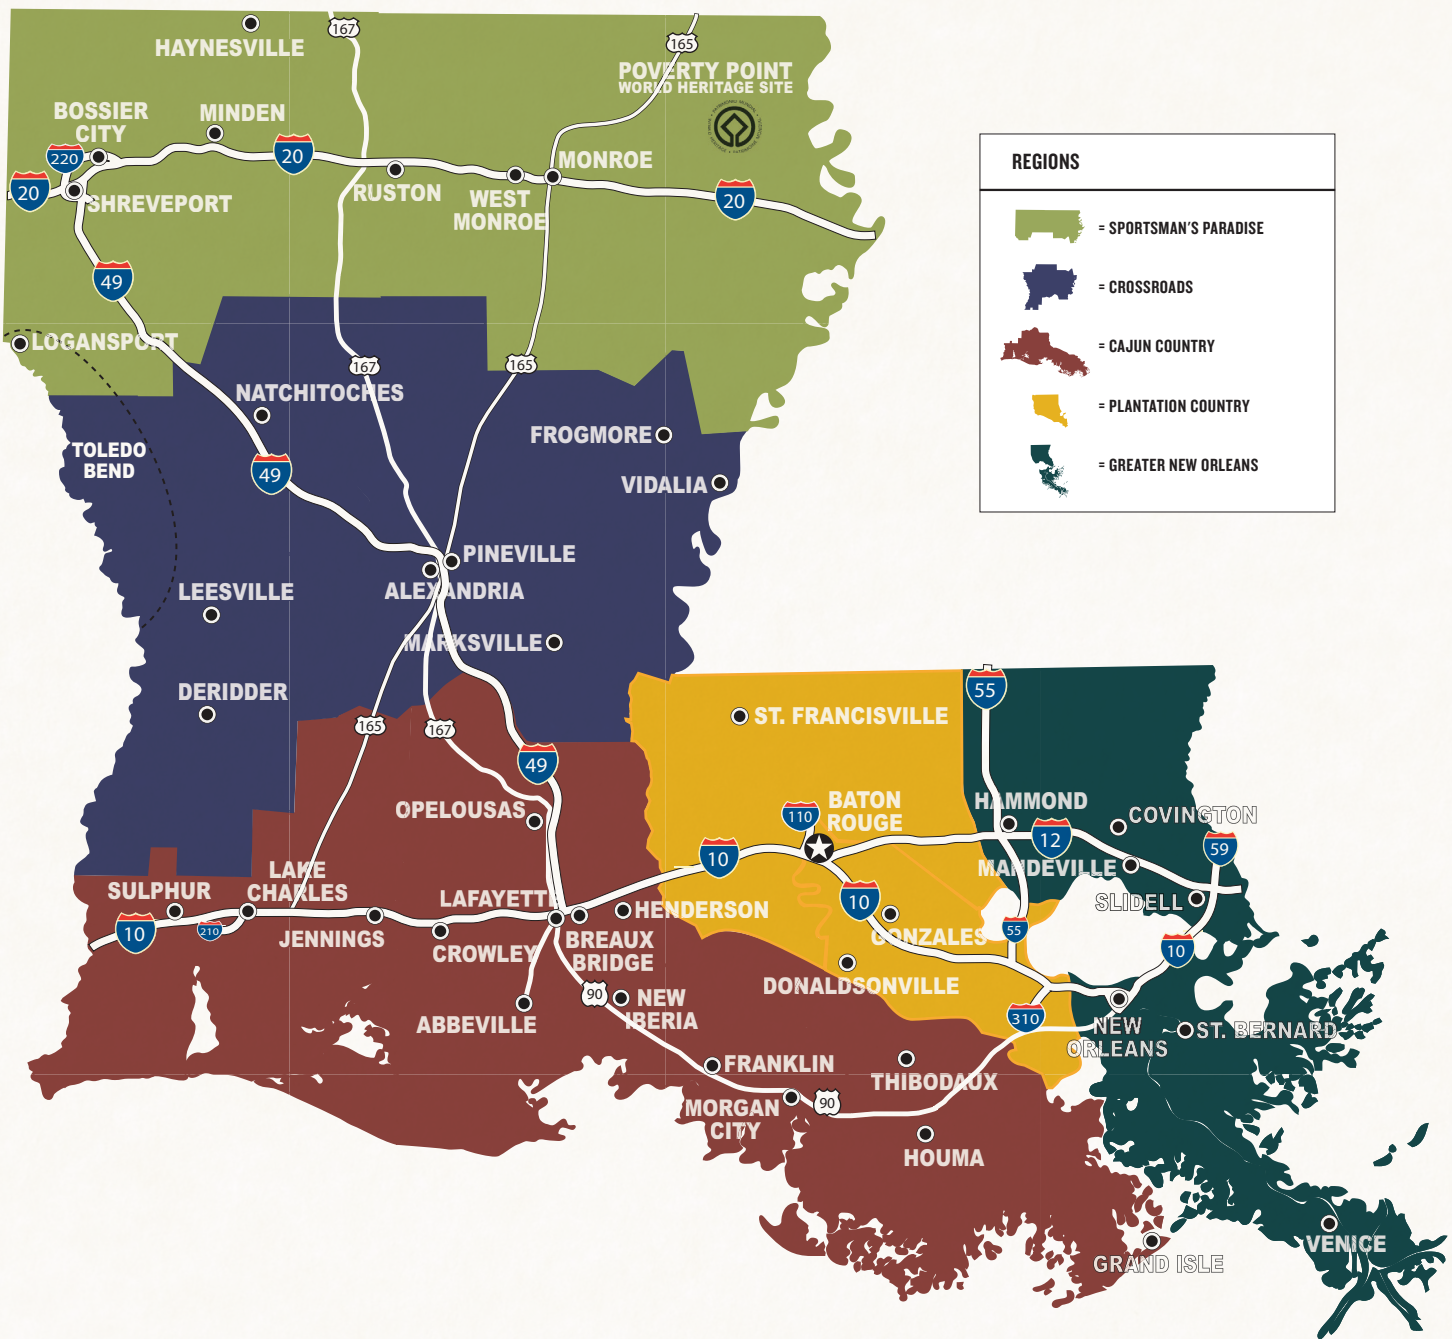 HAYNESVILLE
167
165
POVERTY POINT
WORLD HERITAGE SITE
BOSSIER
CITY
MINDEN
220
20
20
SHREVEPORT
RUSTON
WEST
MONROE
MONROE
20
49
LOGANSPORT
167
165
NATCHITOCHES
FROGMORE
TOLEDO
BEND
49
VIDALIA
PINEVILLE
ALEXANDRIA
LEESVILLE
MARKSVILLE
DERIDDER
165
167
49
ST. FRANCISVILLE
55
OPELOUSAS
110
BATON
ROUGE
HAMMOND
COVINGTON
12
59
10
MANDEVILLE
SLIDELL
LAKE
CHARLES
SULPHUR
10
210
JENNINGS
LAFAYETTE
CROWLEY
HENDERSON
BREAUX
BRIDGE
10
GONZALES
55
10
DONALDSONVILLE
ABBEVILLE
90
NEW
IBERIA
310
NEW
ORLEANS
ST. BERNARD
FRANKLIN
THIBODAUX
MORGAN
CITY
90
HOUMA
GRAND ISLE
VENICE
REGIONS
= SPORTSMAN'S PARADISE
= CROSSROADS
= CAJUN COUNTRY
= PLANTATION COUNTRY
= GREATER NEW ORLEANS